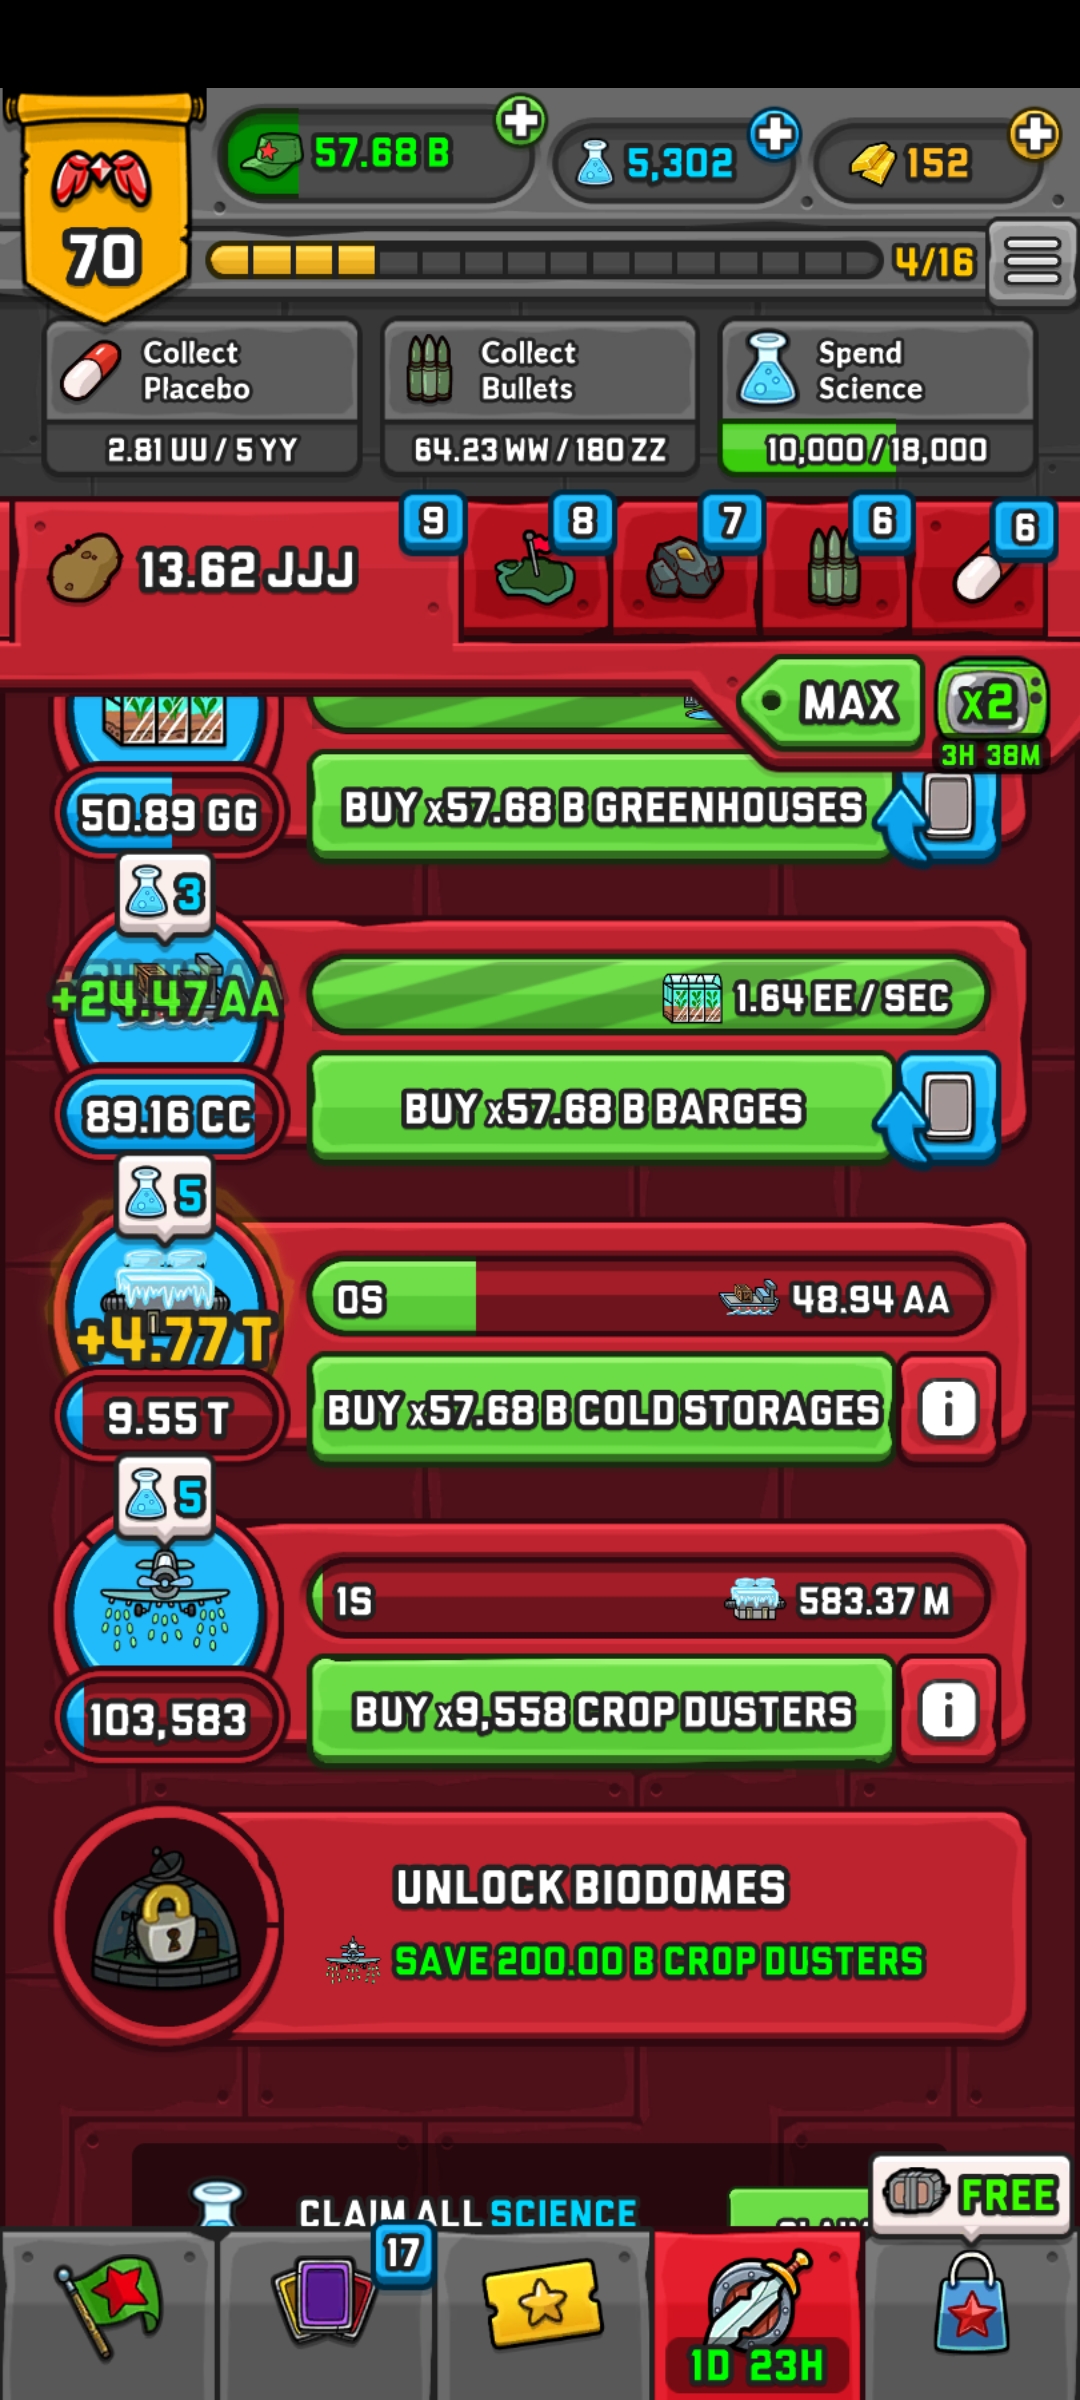 57.68 B
5,302
152
70
4/16
Collect Placebo
2.81 UU / 5 YY
Collect Bullets
64.23 WW / 180 ZZ
Spend Science
10,000 / 18,000
13.62 JJJ
9
8
7
6
6
MAX
x2
3H 38M
50.89 GG
BUY x57.68 B GREENHOUSES
3
+24.47 AA
1.64 EE / SEC
89.16 CC
BUY x57.68 B BARGES
5
+4.77 T
0S
48.94 AA
9.55 T
BUY x57.68 B COLD STORAGES
i
5
1S
583.37 M
103,583
BUY x9,558 CROP DUSTERS
i
UNLOCK BIODOMES
SAVE 200.00 B CROP DUSTERS
CLAIM ALL SCIENCE
FREE
17
1D 23H